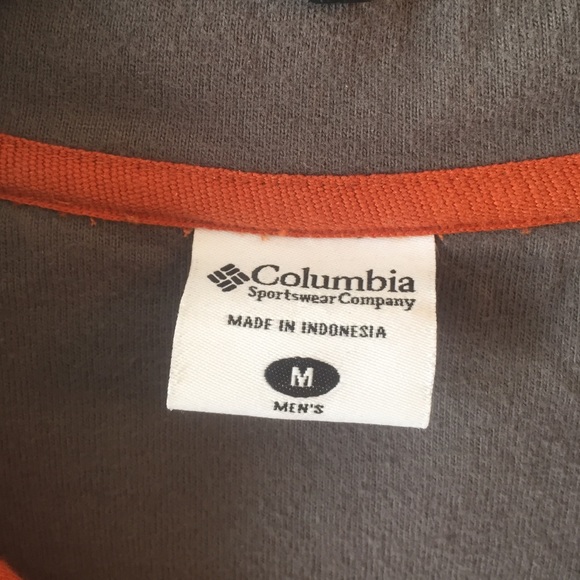 Columbia
Sportswear Company
MADE IN INDONESIA
M
MEN'S